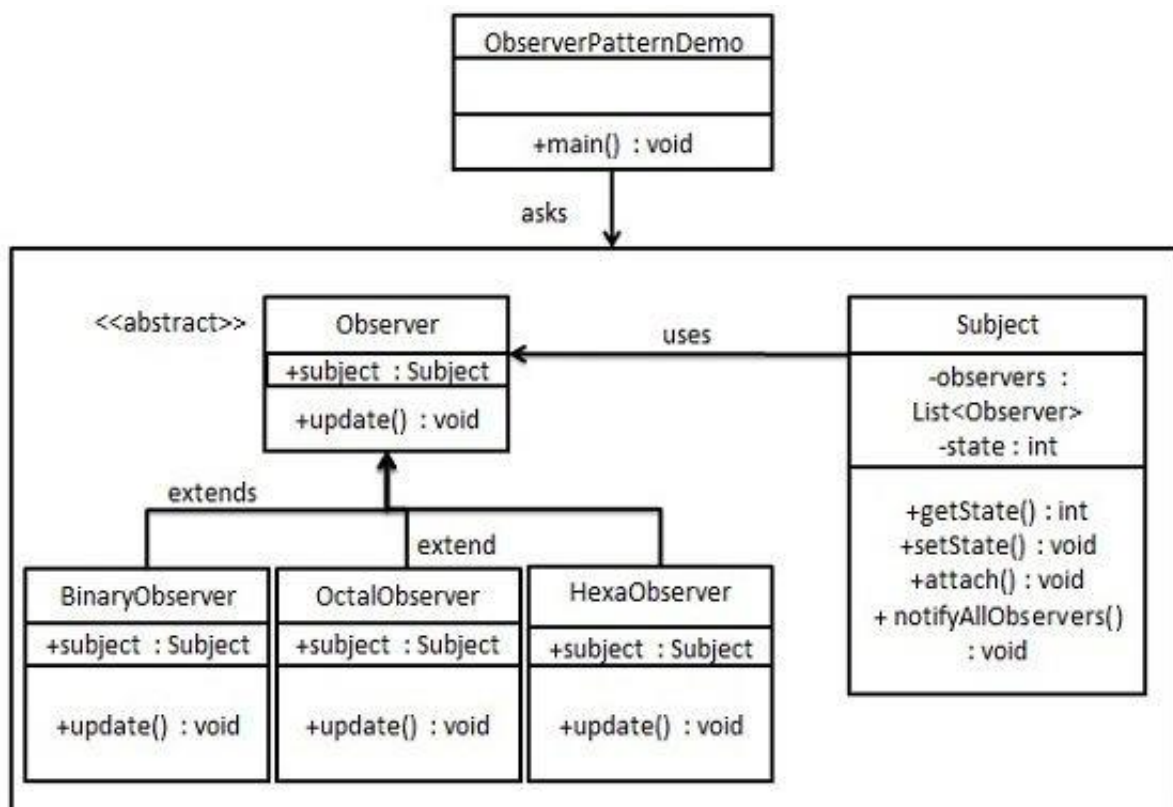 ObserverPatternDemo
+main() : void
asks
<<abstract>>
Observer
+subject : Subject
+update() : void
uses
Subject
-observers :
List<Observer>
-state : int
+getState() : int
+setState() : void
+attach() : void
+ notifyAllObservers()
: void
extends
extend
BinaryObserver
+subject : Subject
+update() : void
OctalObserver
+subject : Subject
+update() : void
HexaObserver
+subject : Subject
+update() : void